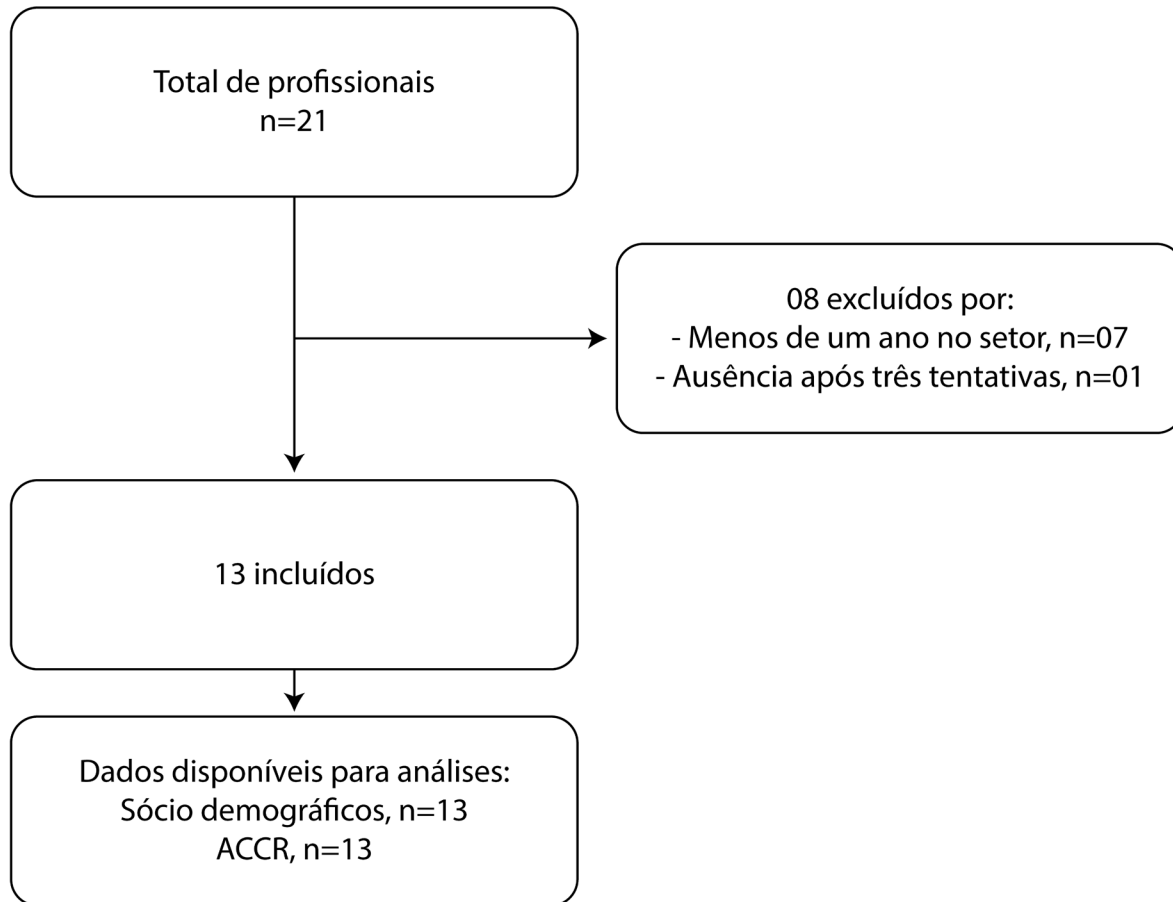 Total de profissionais
n=21
08 excluídos por:
- Menos de um ano no setor, n=07
- Ausência após três tentativas, n=01
13 incluídos
Dados disponíveis para análises:
Sócio demográficos, n=13
ACCR, n=13